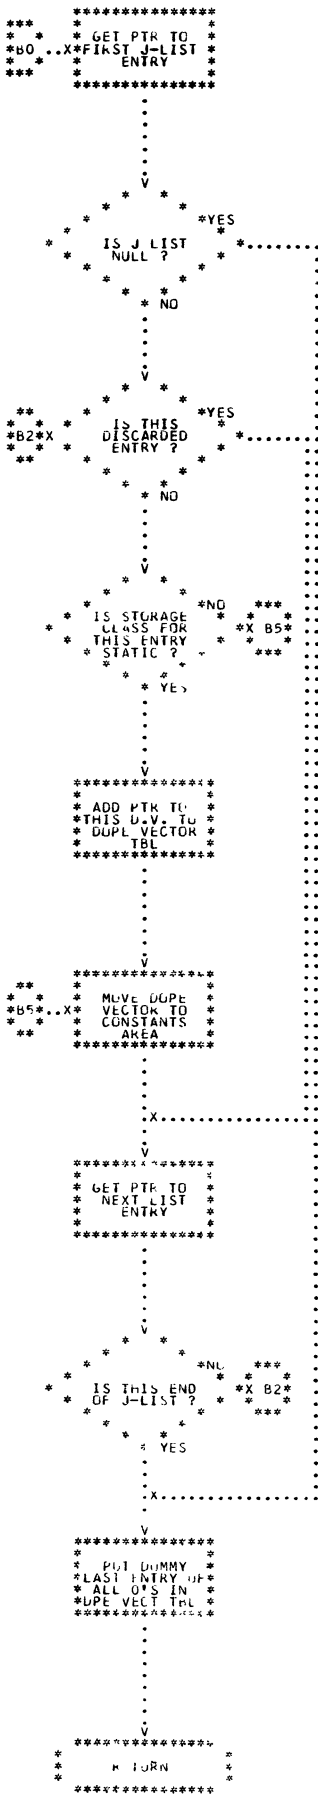 GET PTR TO
*B0 ..X*FIRST J-LIST
ENTRY
*YES
IS J LIST
NULL ?
* NO
*YES
IS THIS
*B2*X DISCARDED
ENTRY ?
* NO
*NO
IS STORAGE
CLASS FOR *X B5*
THIS ENTRY
STATIC ?
* YES
ADD PTR TO
*THIS D.V. TO
DOPE VECTOR
TBL
MOVE DOPE
*B5*..X* VECTOR TO
CONSTANTS
AREA
X
GET PTR TO
NEXT LIST
ENTRY
*NO
IS THIS END *X B2*
OF J-LIST ?
* YES
X
PUT DUMMY
*LAST ENTRY OF
ALL 0'S IN
*DPE VECT TBL